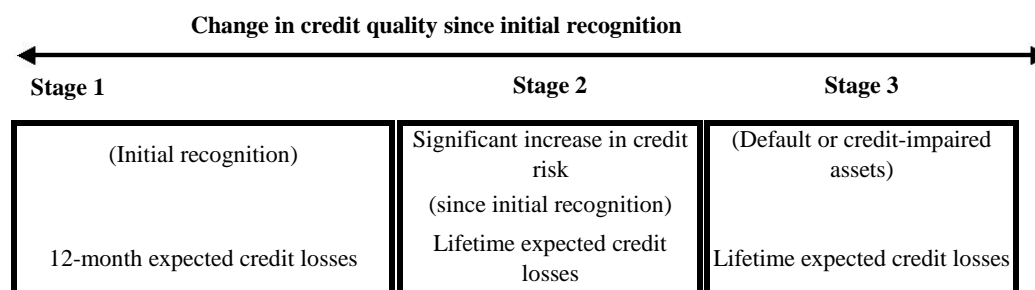 Change in credit quality since initial recognition
Stage 1
Stage 2
Stage 3
(Initial recognition)
12-month expected credit losses
Significant increase in credit
risk
(since initial recognition)
Lifetime expected credit
losses
(Default or credit-impaired
assets)
Lifetime expected credit losses